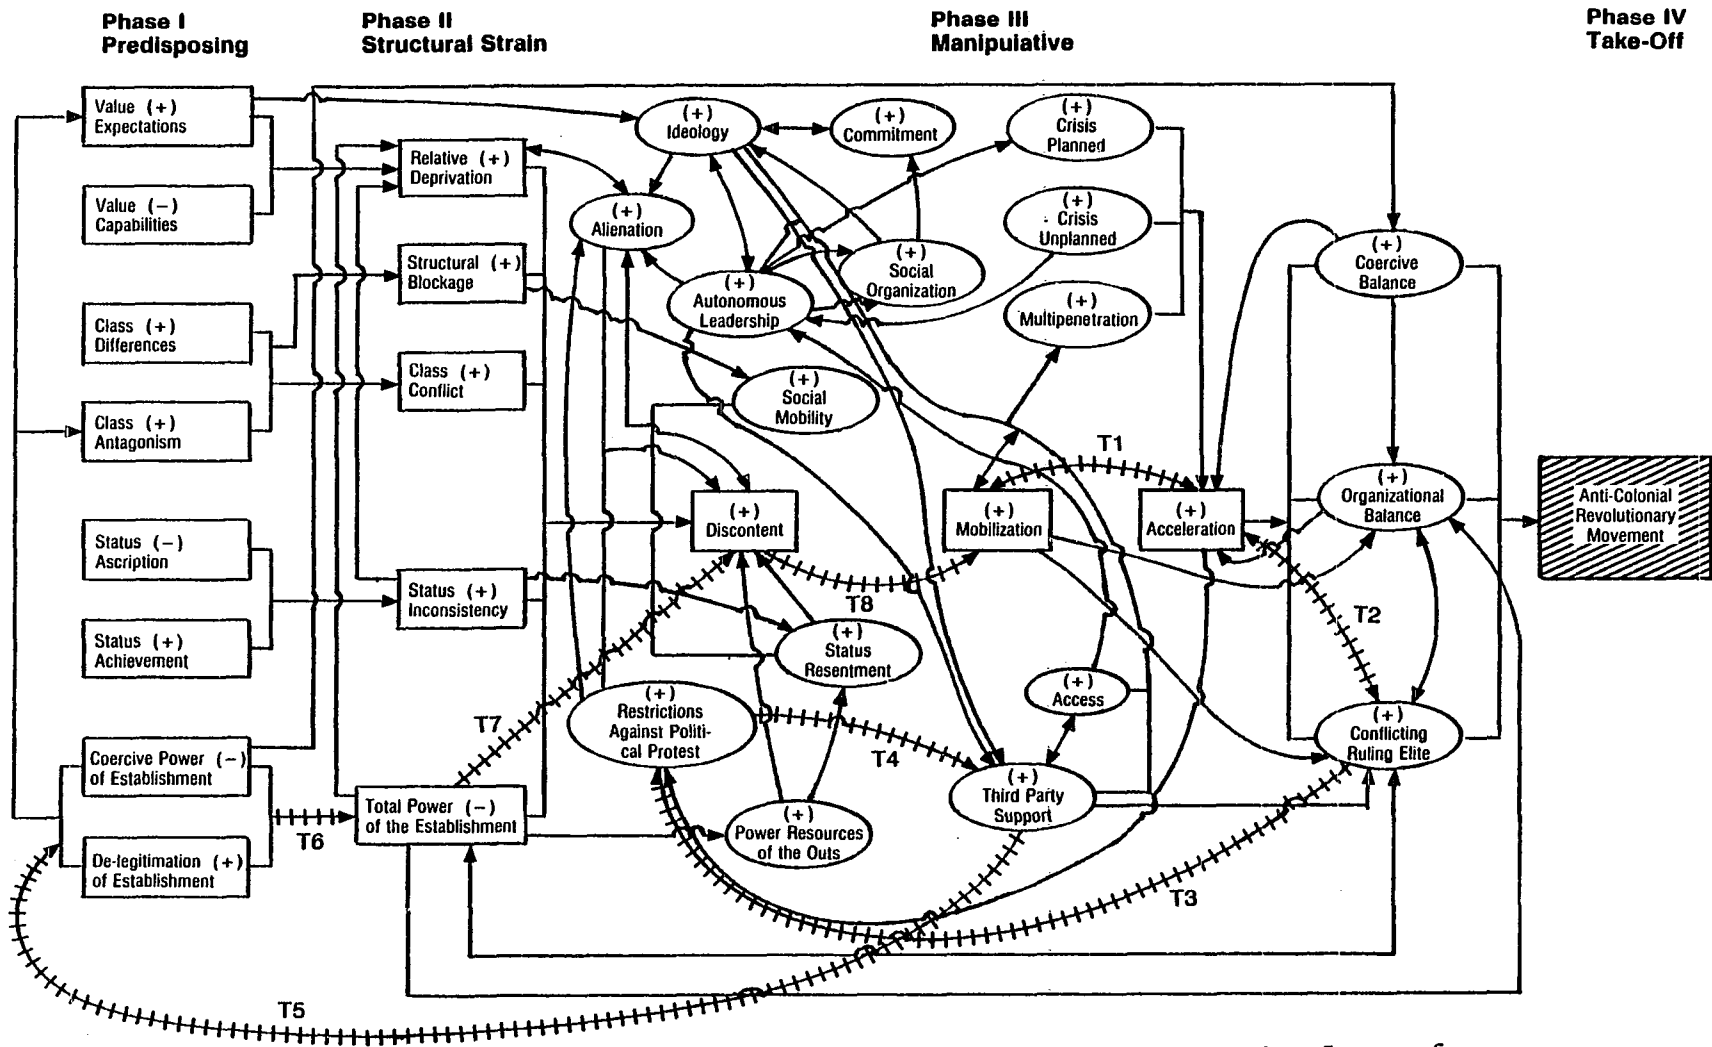 Phase I
Predisposing
Phase II
Structural Strain
Phase III
Manipulative
Phase IV
Take-Off
Value (+)
Expectations
Value (-)
Capabilities
Class (+)
Differences
Class (+)
Antagonism
Status (-)
Ascription
Status (+)
Achievement
Coercive Power (-)
of Establishment
De-legitimation (+)
of Establishment
T6
T5
Relative (+)
Deprivation
Structural (+)
Blockage
Class (+)
Conflict
Status (+)
Inconsistency
Total Power (-)
of the Establishment
T7
(+)
Ideology
(+)
Commitment
(+)
Crisis
Planned
(+)
Alienation
(+)
Crisis
Unplanned
(+)
Social
Organization
(+)
Autonomous
Leadership
(+)
Multipenetration
(+)
Social
Mobility
T1
(+)
Discontent
(+)
Mobilization
(+)
Acceleration
T8
T2
(+)
Status
Resentment
(+)
Access
(+)
Restrictions
Against Politi-
cal Protest
T4
(+)
Third Party
Support
(+)
Power Resources
of the Outs
T3
(+)
Coercive
Balance
(+)
Organizational
Balance
(+)
Conflicting
Ruling Elite
Anti-Colonial
Revolutionary
Movement